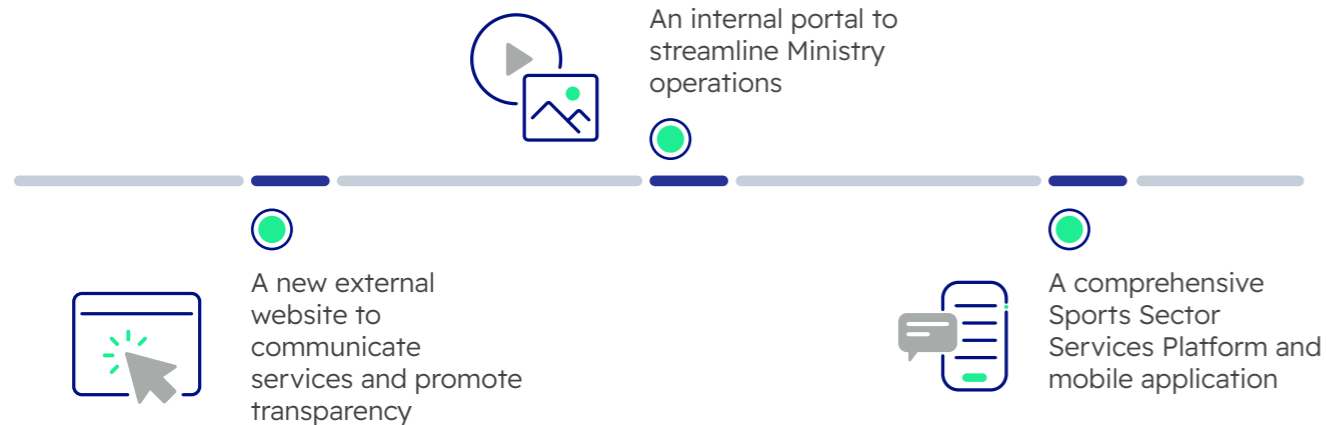 An internal portal to
streamline Ministry
operations
A new external
website to
communicate
services and promote
transparency
A comprehensive
Sports Sector
Services Platform and
mobile application